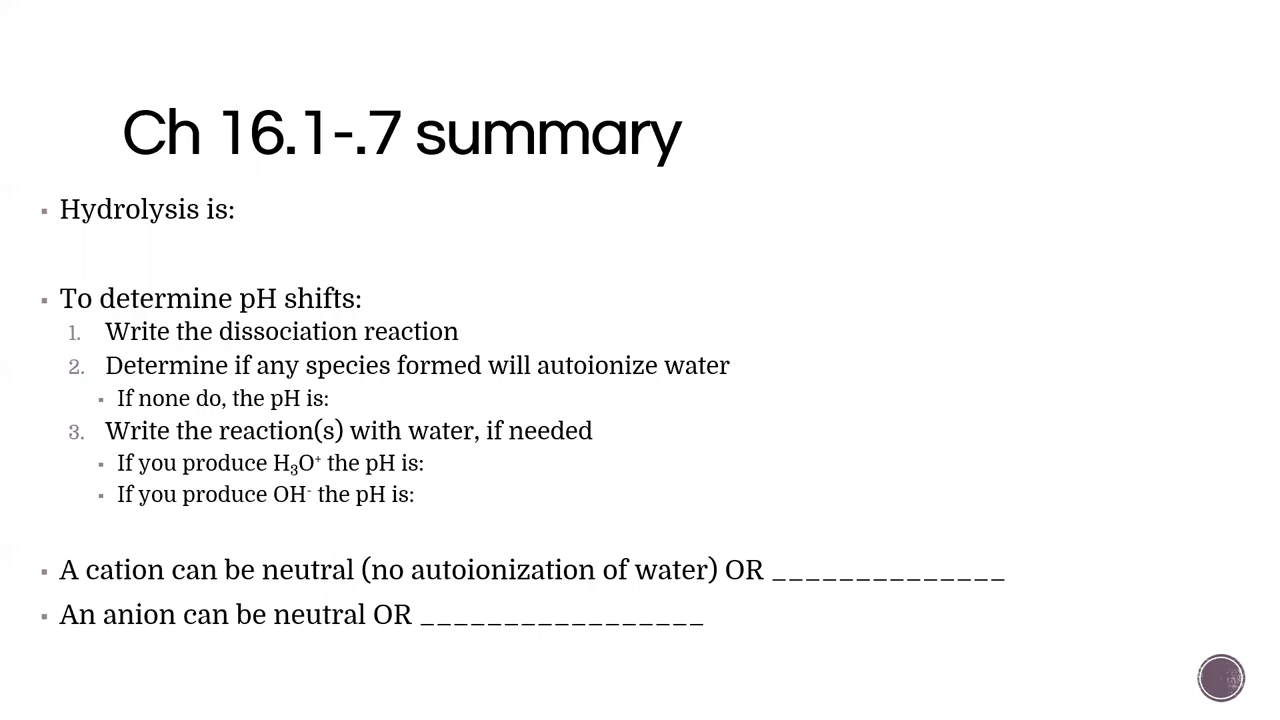 Ch 16.1-.7 summary
▪ Hydrolysis is:
▪ To determine pH shifts:
1. Write the dissociation reaction
2. Determine if any species formed will autoionize water
▪ If none do, the pH is:
3. Write the reaction(s) with water, if needed
▪ If you produce H₃O⁺ the pH is:
▪ If you produce OH⁻ the pH is:
▪ A cation can be neutral (no autoionization of water) OR ______________
▪ An anion can be neutral OR _________________